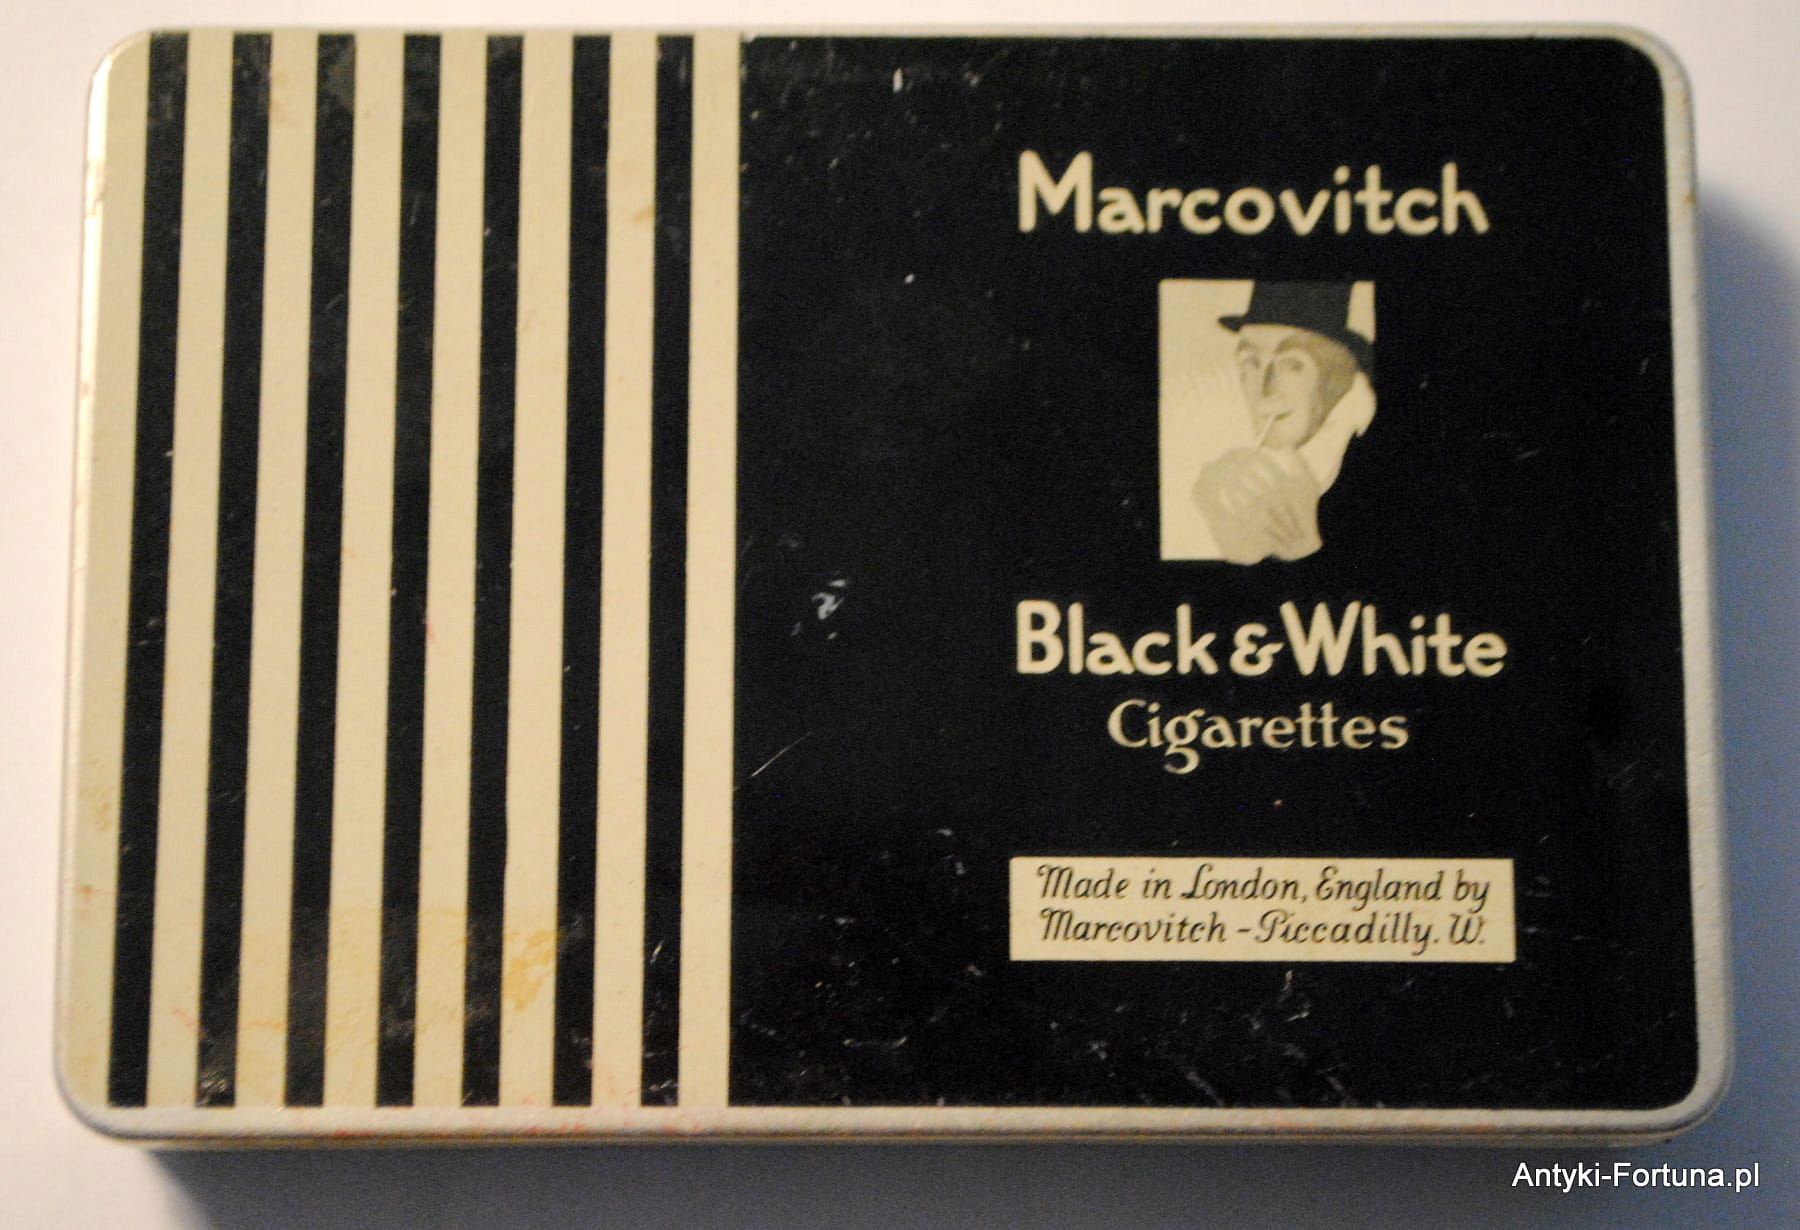 Marcovitch
Black & White
Cigarettes
Made in London, England by
Marcovitch - Piccadilly. W.
Antyki-Fortuna.pl